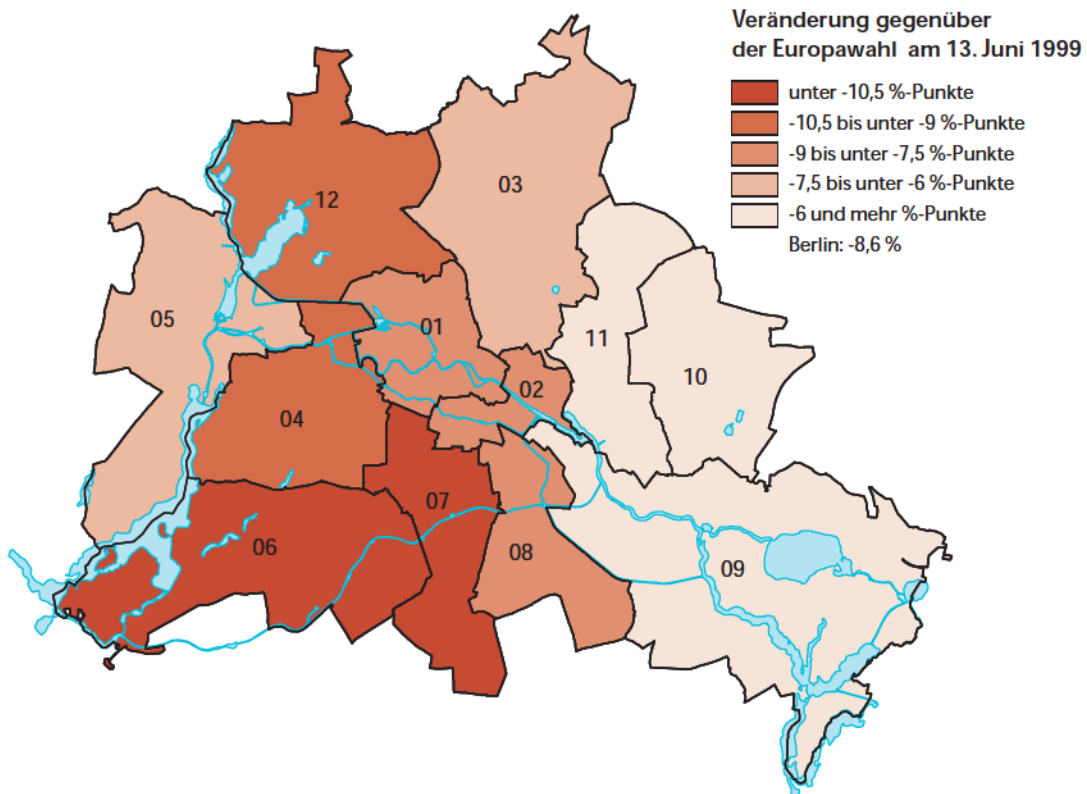 Veränderung gegenüber
der Europawahl am 13. Juni 1999
unter -10,5 %-Punkte
-10,5 bis unter -9 %-Punkte
-9 bis unter -7,5 %-Punkte
-7,5 bis unter -6 %-Punkte
-6 und mehr %-Punkte
Berlin: -8,6 %
03
12
05
01
11
10
02
04
07
06
08
09